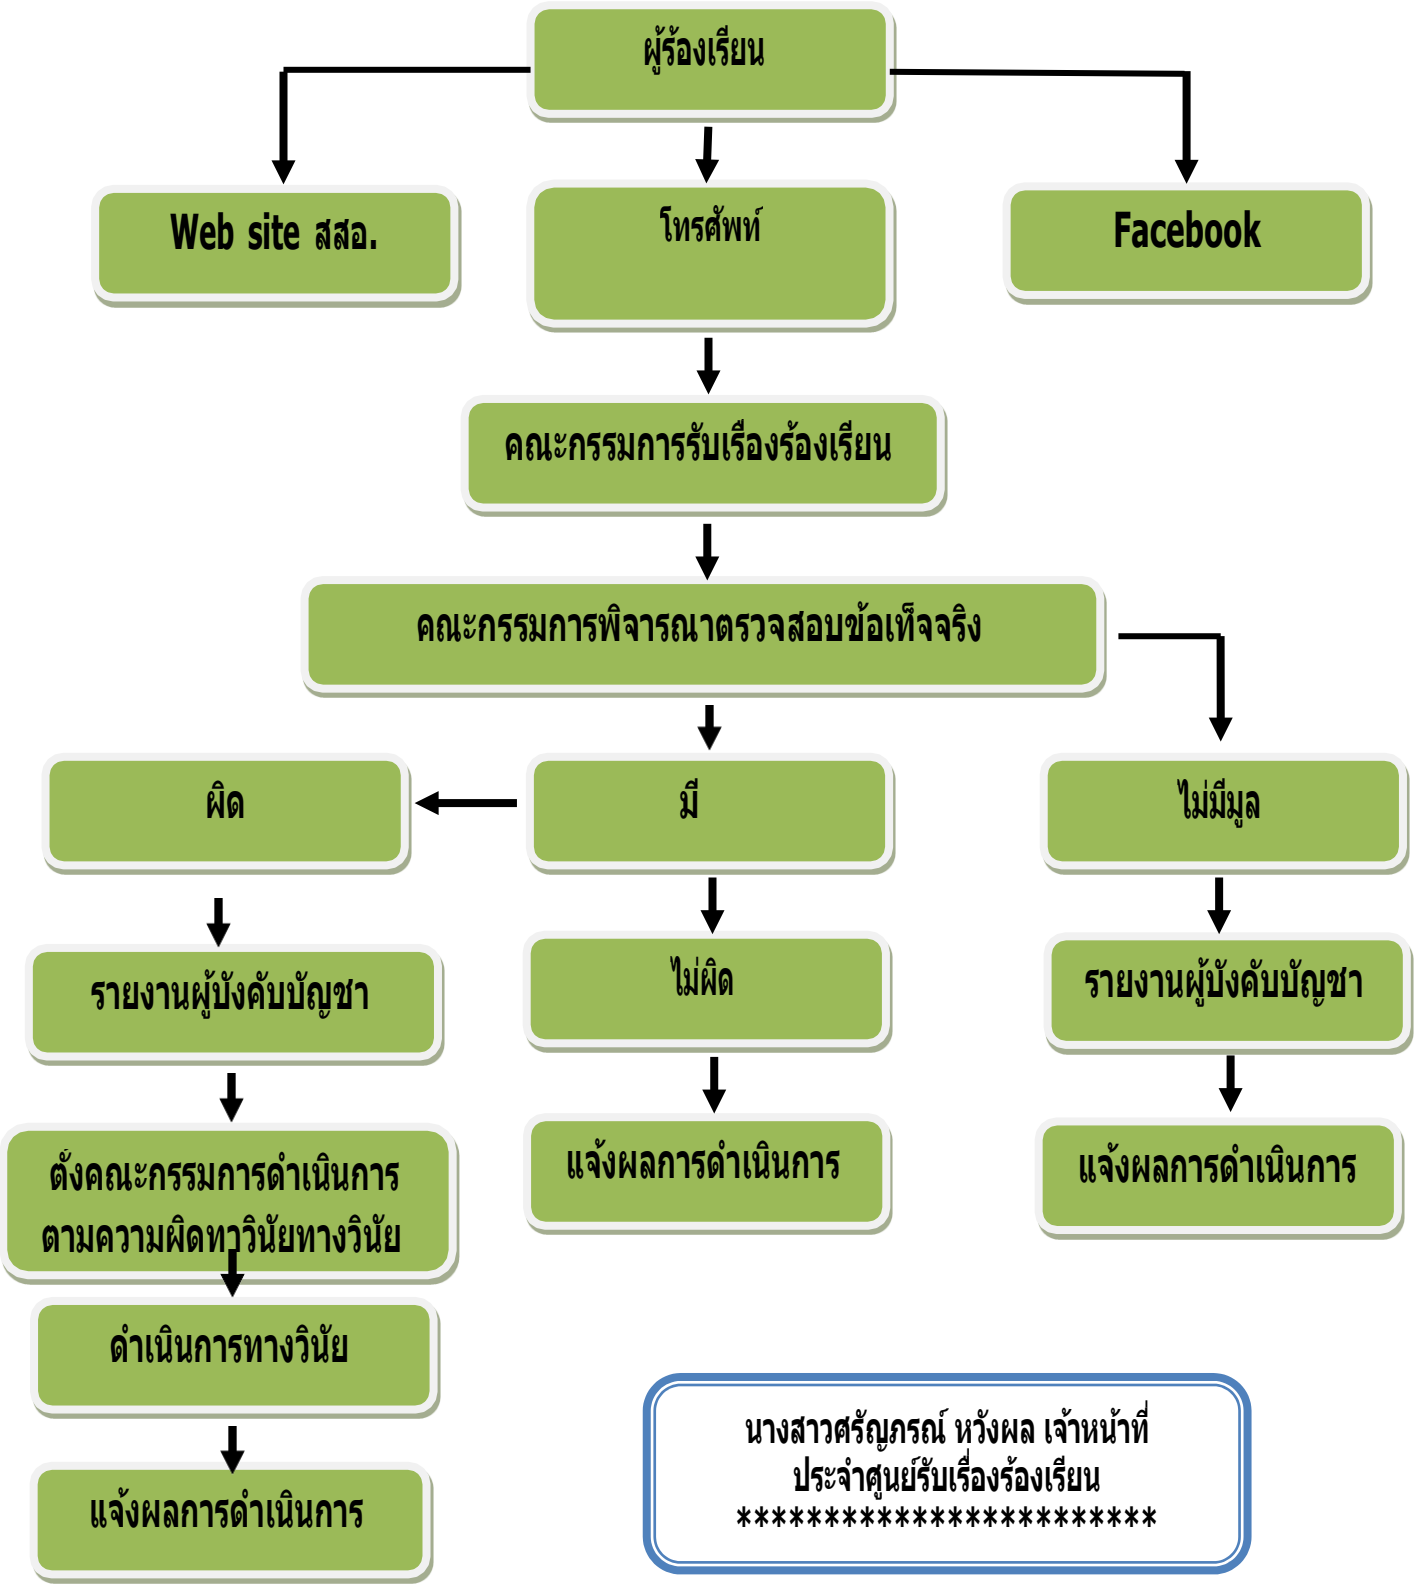 ผู้ร้องเรียน
Web site สสอ.
โทรศัพท์
Facebook
คณะกรรมการรับเรื่องร้องเรียน
คณะกรรมการพิจารณาตรวจสอบข้อเท็จจริง
ผิด
มี
ไม่มีมูล
รายงานผู้บังคับบัญชา
ไม่ผิด
รายงานผู้บังคับบัญชา
ตั้งคณะกรรมการดำเนินการ
ตามความผิดทาวินัยทางวินัย
แจ้งผลการดำเนินการ
แจ้งผลการดำเนินการ
ดำเนินการทางวินัย
แจ้งผลการดำเนินการ
นางสาวศรัญภรณ์ หวังผล เจ้าหน้าที่
ประจำศูนย์รับเรื่องร้องเรียน
************************